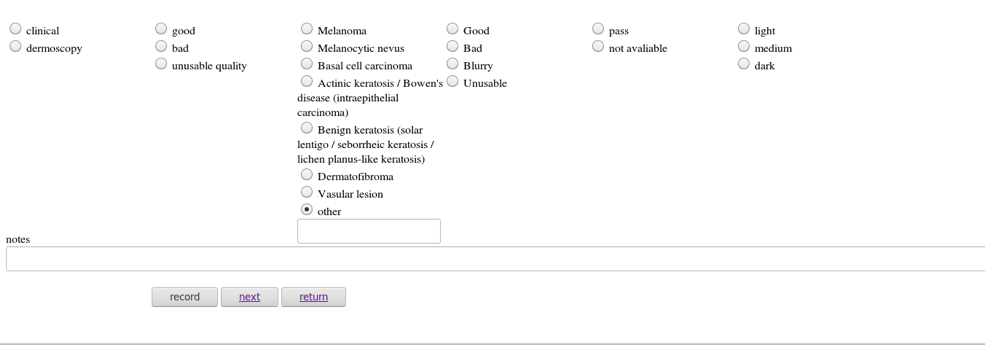 clinical
dermoscopy
good
bad
unusable quality
Melanoma
Melanocytic nevus
Basal cell carcinoma
Actinic keratosis / Bowen's
disease (intraepithelial
carcinoma)
Benign keratosis (solar
lentigo / seborrheic keratosis /
lichen planus-like keratosis)
Dermatofibroma
Vasular lesion
other
Good
Bad
Blurry
Unusable
pass
not avaliable
light
medium
dark
notes
record next return